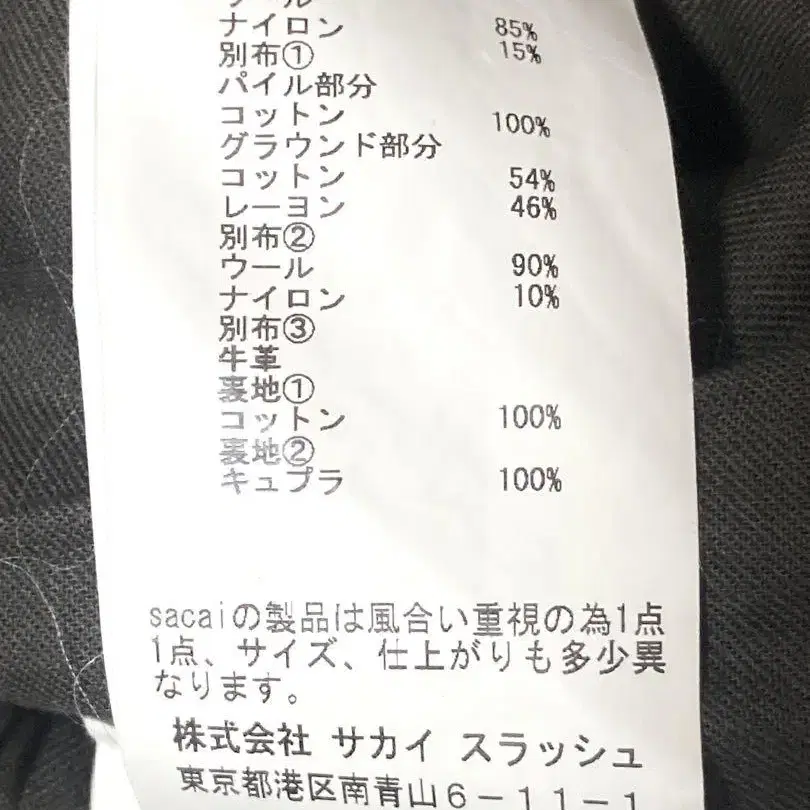 ナイロン 85%
別布① 15%
パイル部分
コットン 100%
グラウンド部分
コットン 54%
レーヨン 46%
別布②
ウール 90%
ナイロン 10%
別布③
牛革
裏地①
コットン 100%
裏地②
キュプラ 100%
sacaiの製品は風合い重視の為1点
1点、サイズ、仕上がりも多少異
なります。
株式会社 サカイ スラッシュ
東京都港区南青山6-11-1